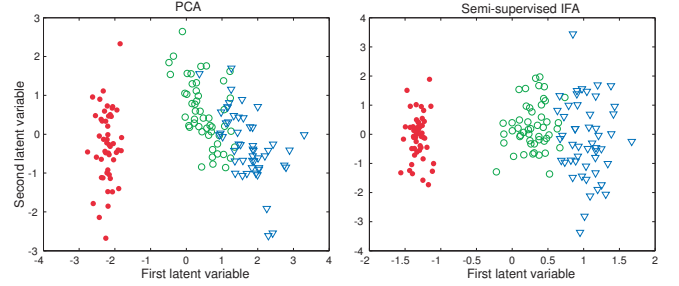 PCA
Semi-supervised IFA
Second latent variable
3
2
1
0
-1
-2
-3
-4 -3 -2 -1 0 1 2 3 4
First latent variable
4
3
2
1
0
-1
-2
-3
-4
-2 -1.5 -1 -0.5 0 0.5 1 1.5 2
First latent variable